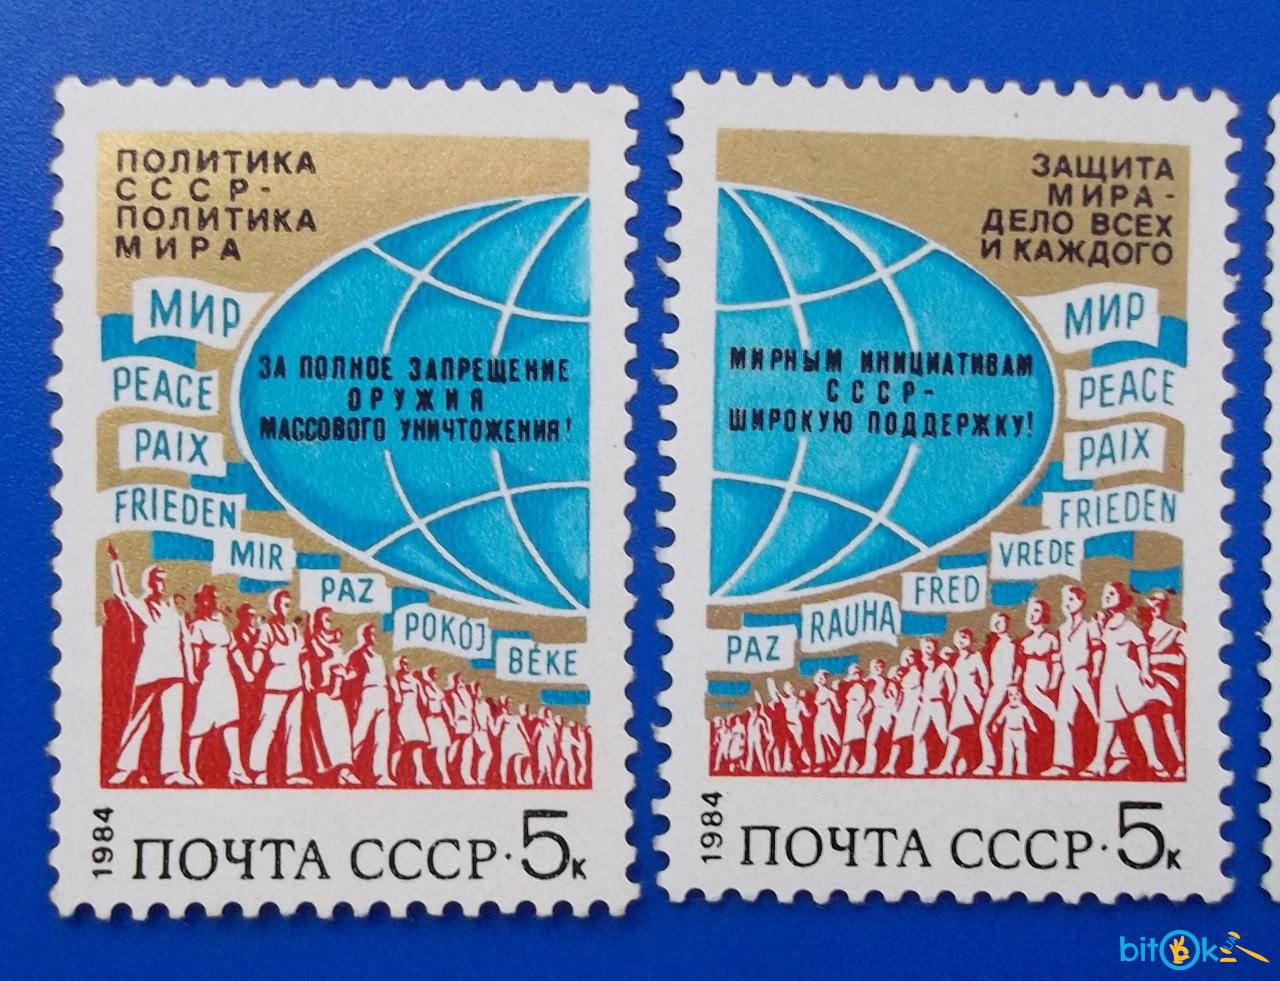 ПОЛИТИКА
СССР-
ПОЛИТИКА
МИРА
МИР
PEACE
PAIX
FRIEDEN
MIR
PAZ
POKÓJ
BÉKE
ЗА ПОЛНОЕ ЗАПРЕЩЕНИЕ
ОРУЖИЯ
МАССОВОГО УНИЧТОЖЕНИЯ!
1984
ПОЧТА СССР·5к
ЗАЩИТА
МИРА-
ДЕЛО ВСЕХ
И КАЖДОГО
МИРНЫМ ИНИЦИАТИВАМ
СССР-
ШИРОКУЮ ПОДДЕРЖКУ!
МИР
PEACE
PAIX
FRIEDEN
VREDE
FRED
RAUHA
PAZ
1984
ПОЧТА СССР·5к
bitOk
UA